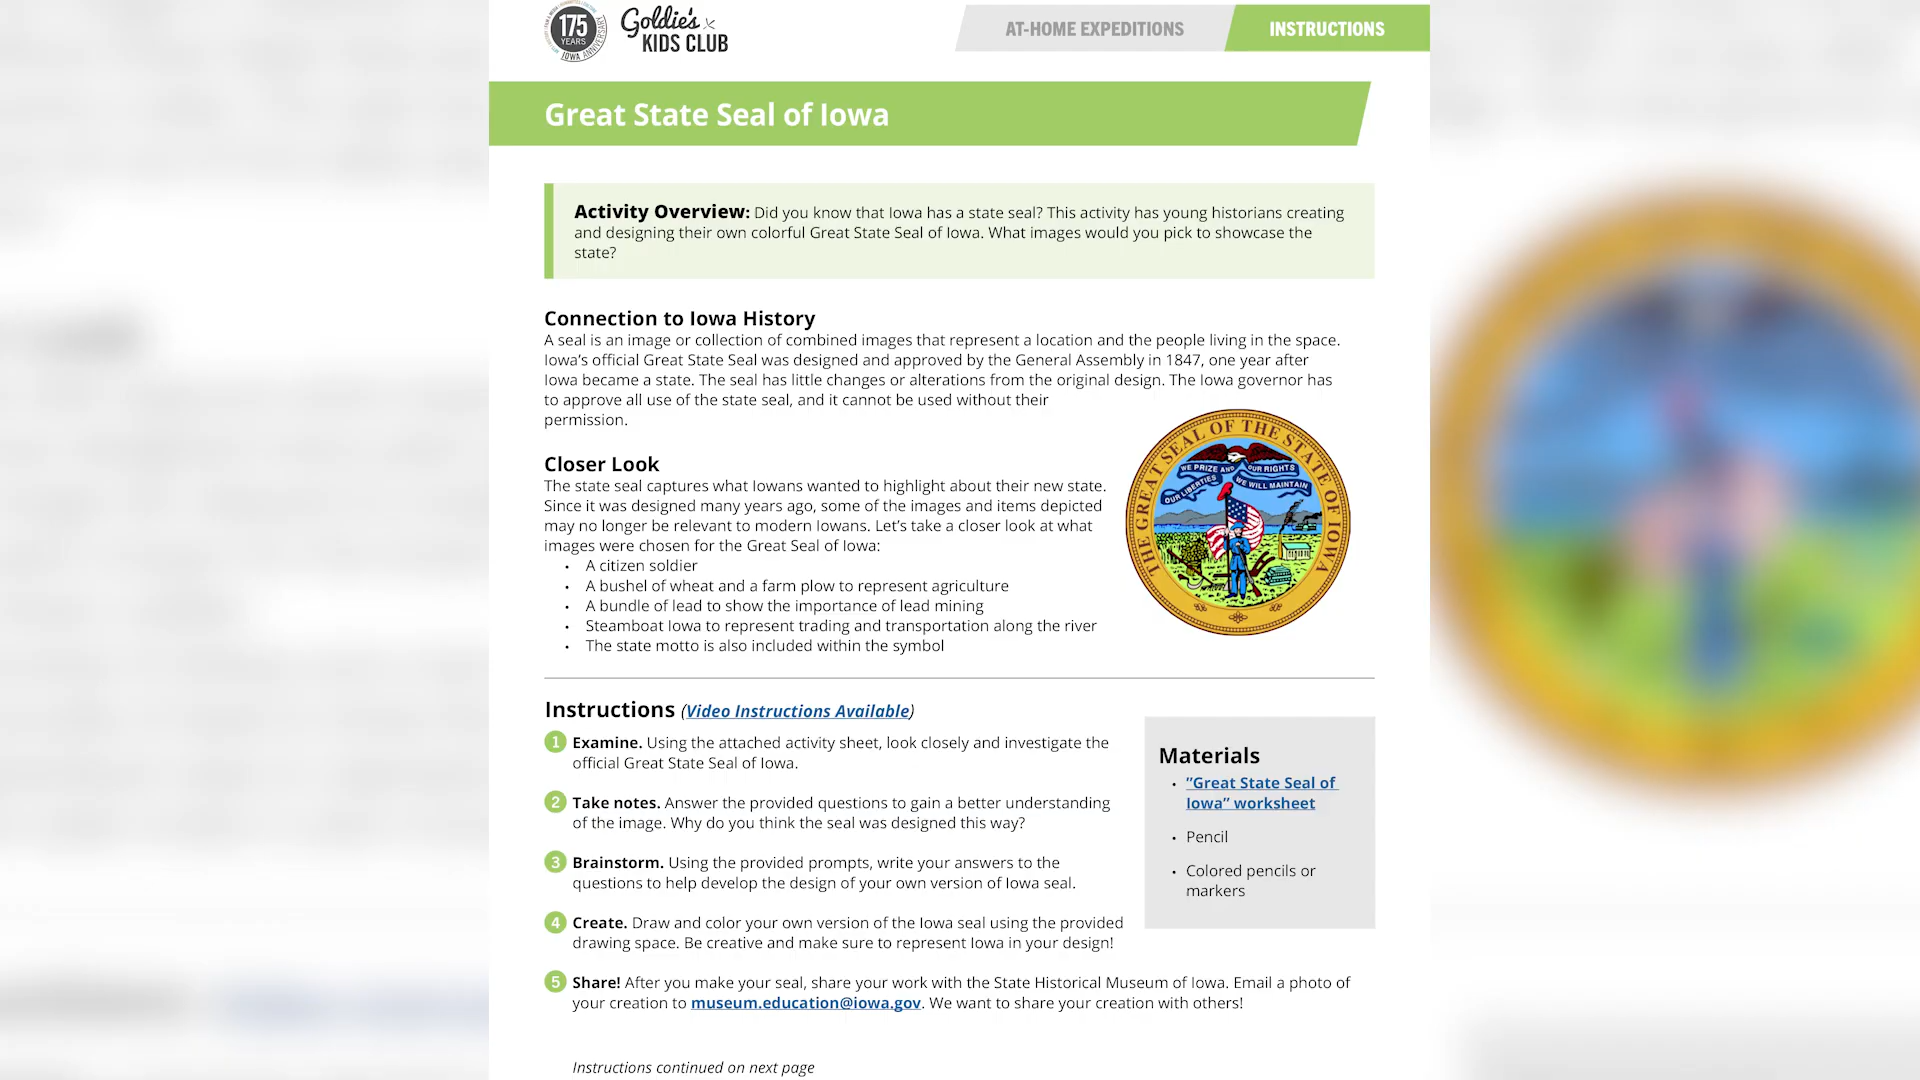 175
YEARS
IOWA ANNIVERSARY
Goldie's
KIDS CLUB
AT-HOME EXPEDITIONS
INSTRUCTIONS
Great State Seal of Iowa
Activity Overview: Did you know that Iowa has a state seal? This activity has young historians creating
and designing their own colorful Great State Seal of Iowa. What images would you pick to showcase the
state?
Connection to Iowa History
A seal is an image or collection of combined images that represent a location and the people living in the space.
Iowa’s official Great State Seal was designed and approved by the General Assembly in 1847, one year after
Iowa became a state. The seal has little changes or alterations from the original design. The Iowa governor has
to approve all use of the state seal, and it cannot be used without their
permission.
THE GREAT SEAL OF THE STATE OF IOWA
WE PRIZE AND OUR RIGHTS
OUR LIBERTIES WE WILL MAINTAIN
Closer Look
The state seal captures what Iowans wanted to highlight about their new state.
Since it was designed many years ago, some of the images and items depicted
may no longer be relevant to modern Iowans. Let’s take a closer look at what
images were chosen for the Great Seal of Iowa:
• A citizen soldier
• A bushel of wheat and a farm plow to represent agriculture
• A bundle of lead to show the importance of lead mining
• Steamboat Iowa to represent trading and transportation along the river
• The state motto is also included within the symbol
Instructions (Video Instructions Available)
1 Examine. Using the attached activity sheet, look closely and investigate the
official Great State Seal of Iowa.
2 Take notes. Answer the provided questions to gain a better understanding
of the image. Why do you think the seal was designed this way?
3 Brainstorm. Using the provided prompts, write your answers to the
questions to help develop the design of your own version of Iowa seal.
4 Create. Draw and color your own version of the Iowa seal using the provided
drawing space. Be creative and make sure to represent Iowa in your design!
5 Share! After you make your seal, share your work with the State Historical Museum of Iowa. Email a photo of
your creation to museum.education@iowa.gov. We want to share your creation with others!
Materials
• ”Great State Seal of
Iowa” worksheet
• Pencil
• Colored pencils or
markers
Instructions continued on next page